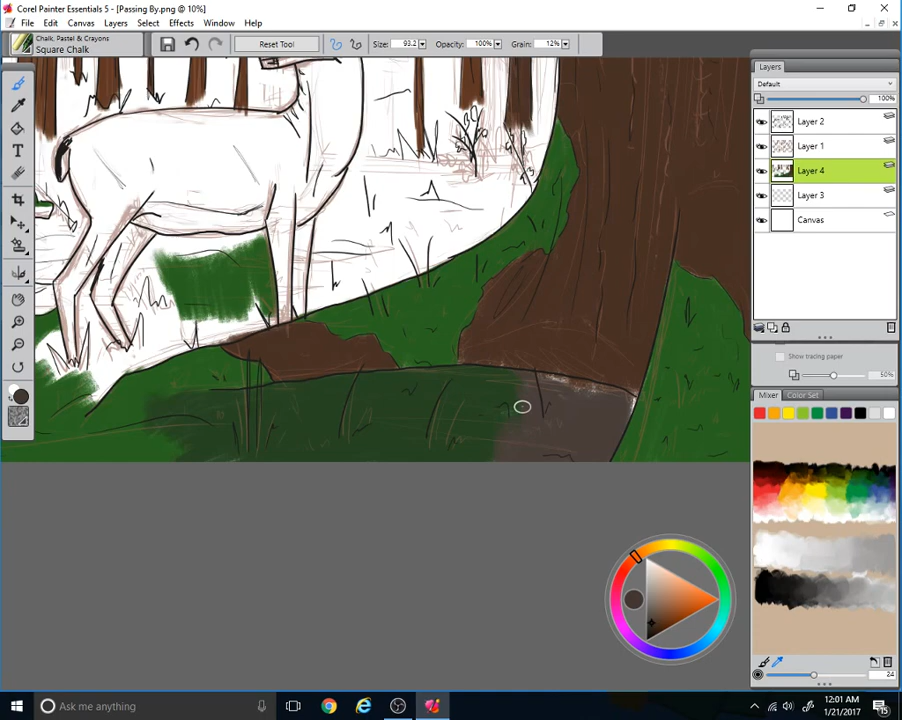 Corel Painter Essentials 5 - [Passing By.png @ 10%]
File Edit Canvas Layers Select Effects Window
Chalk, Pastel & Crayons
Square Chalk
Reset Tool Size: 93.2 Opacity: 100% Grain: 12%
Layers
Default
100%
Layer 2
Layer 1
Layer 4
Layer 3
Canvas
Show tracing paper
50%
Mixer Color Set
24
Ask me anything
12:01 AM
1/21/2017
15